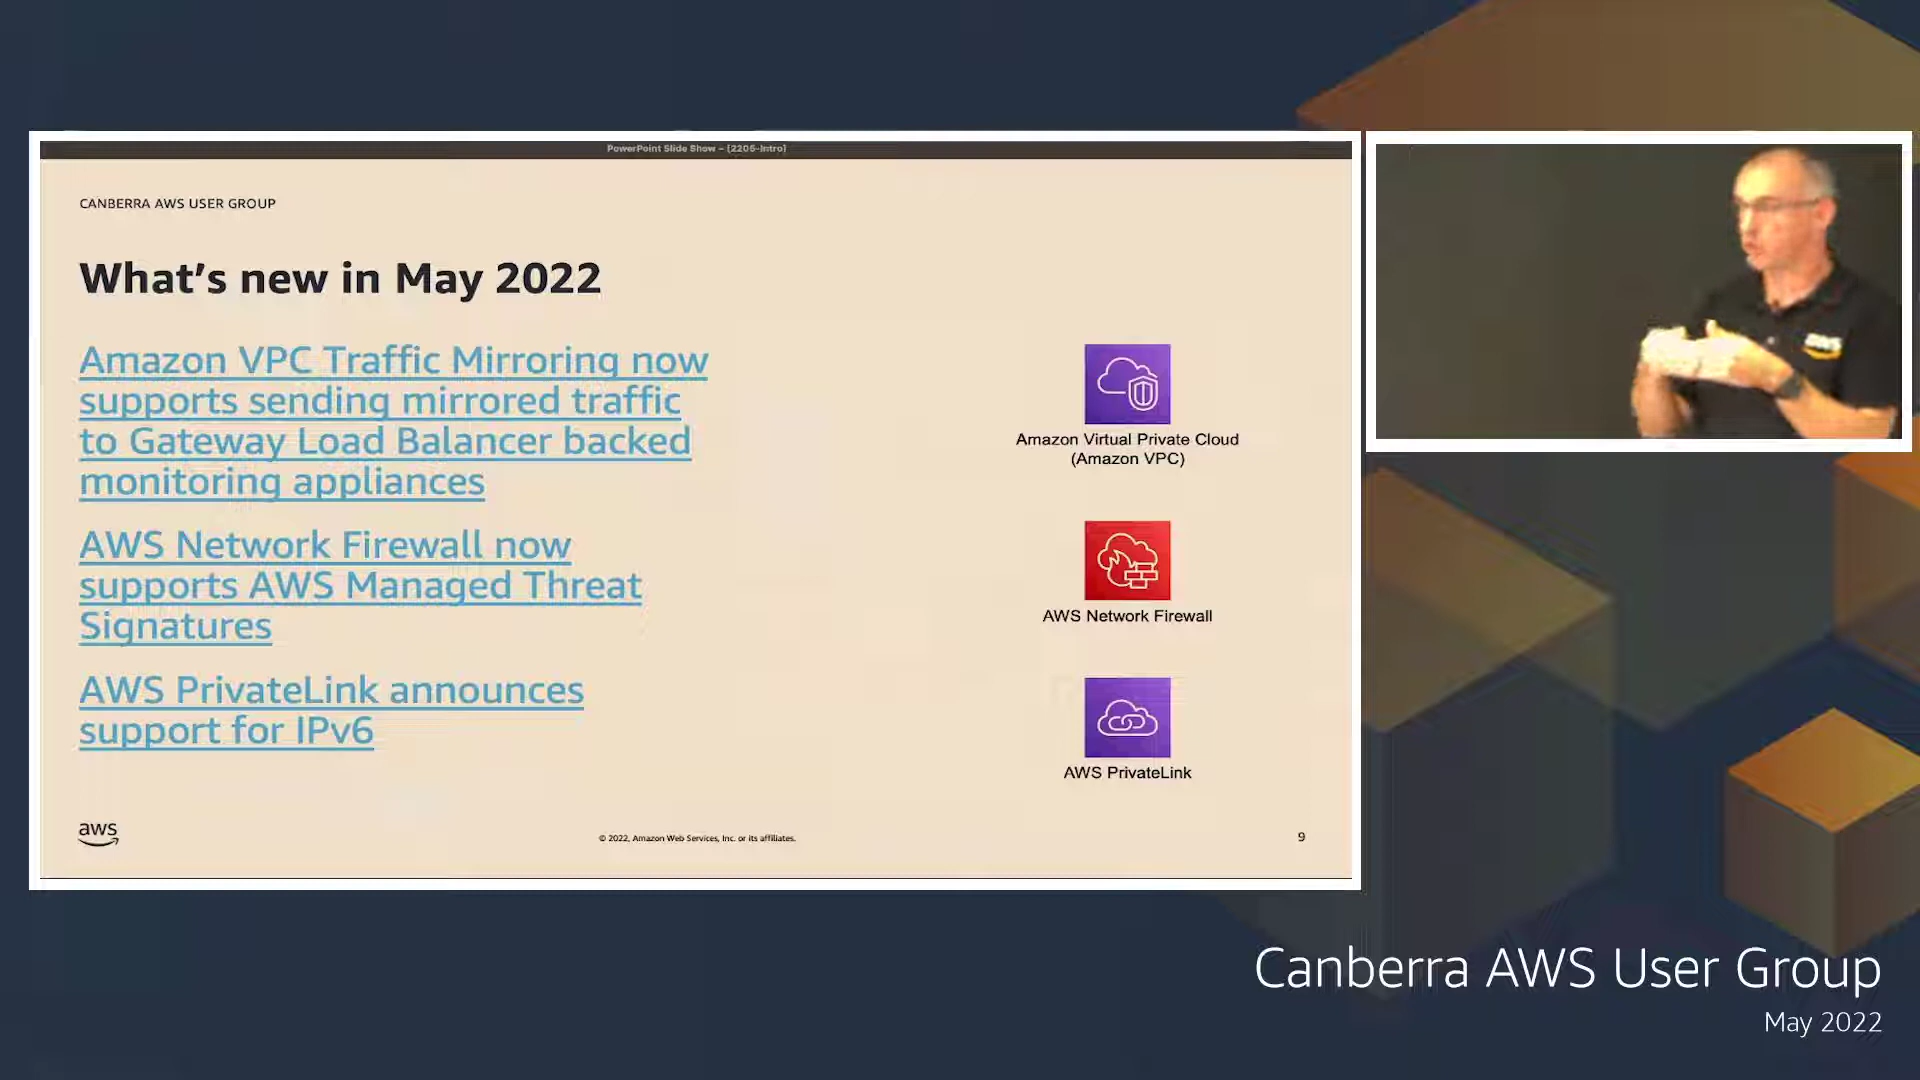 PowerPoint Slide Show – [2205-Intro]
CANBERRA AWS USER GROUP
What’s new in May 2022
Amazon VPC Traffic Mirroring now
supports sending mirrored traffic
to Gateway Load Balancer backed
monitoring appliances
AWS Network Firewall now
supports AWS Managed Threat
Signatures
AWS PrivateLink announces
support for IPv6
Amazon Virtual Private Cloud
(Amazon VPC)
AWS Network Firewall
AWS PrivateLink
aws
© 2022, Amazon Web Services, Inc. or its affiliates.
9
aws
Canberra AWS User Group
May 2022